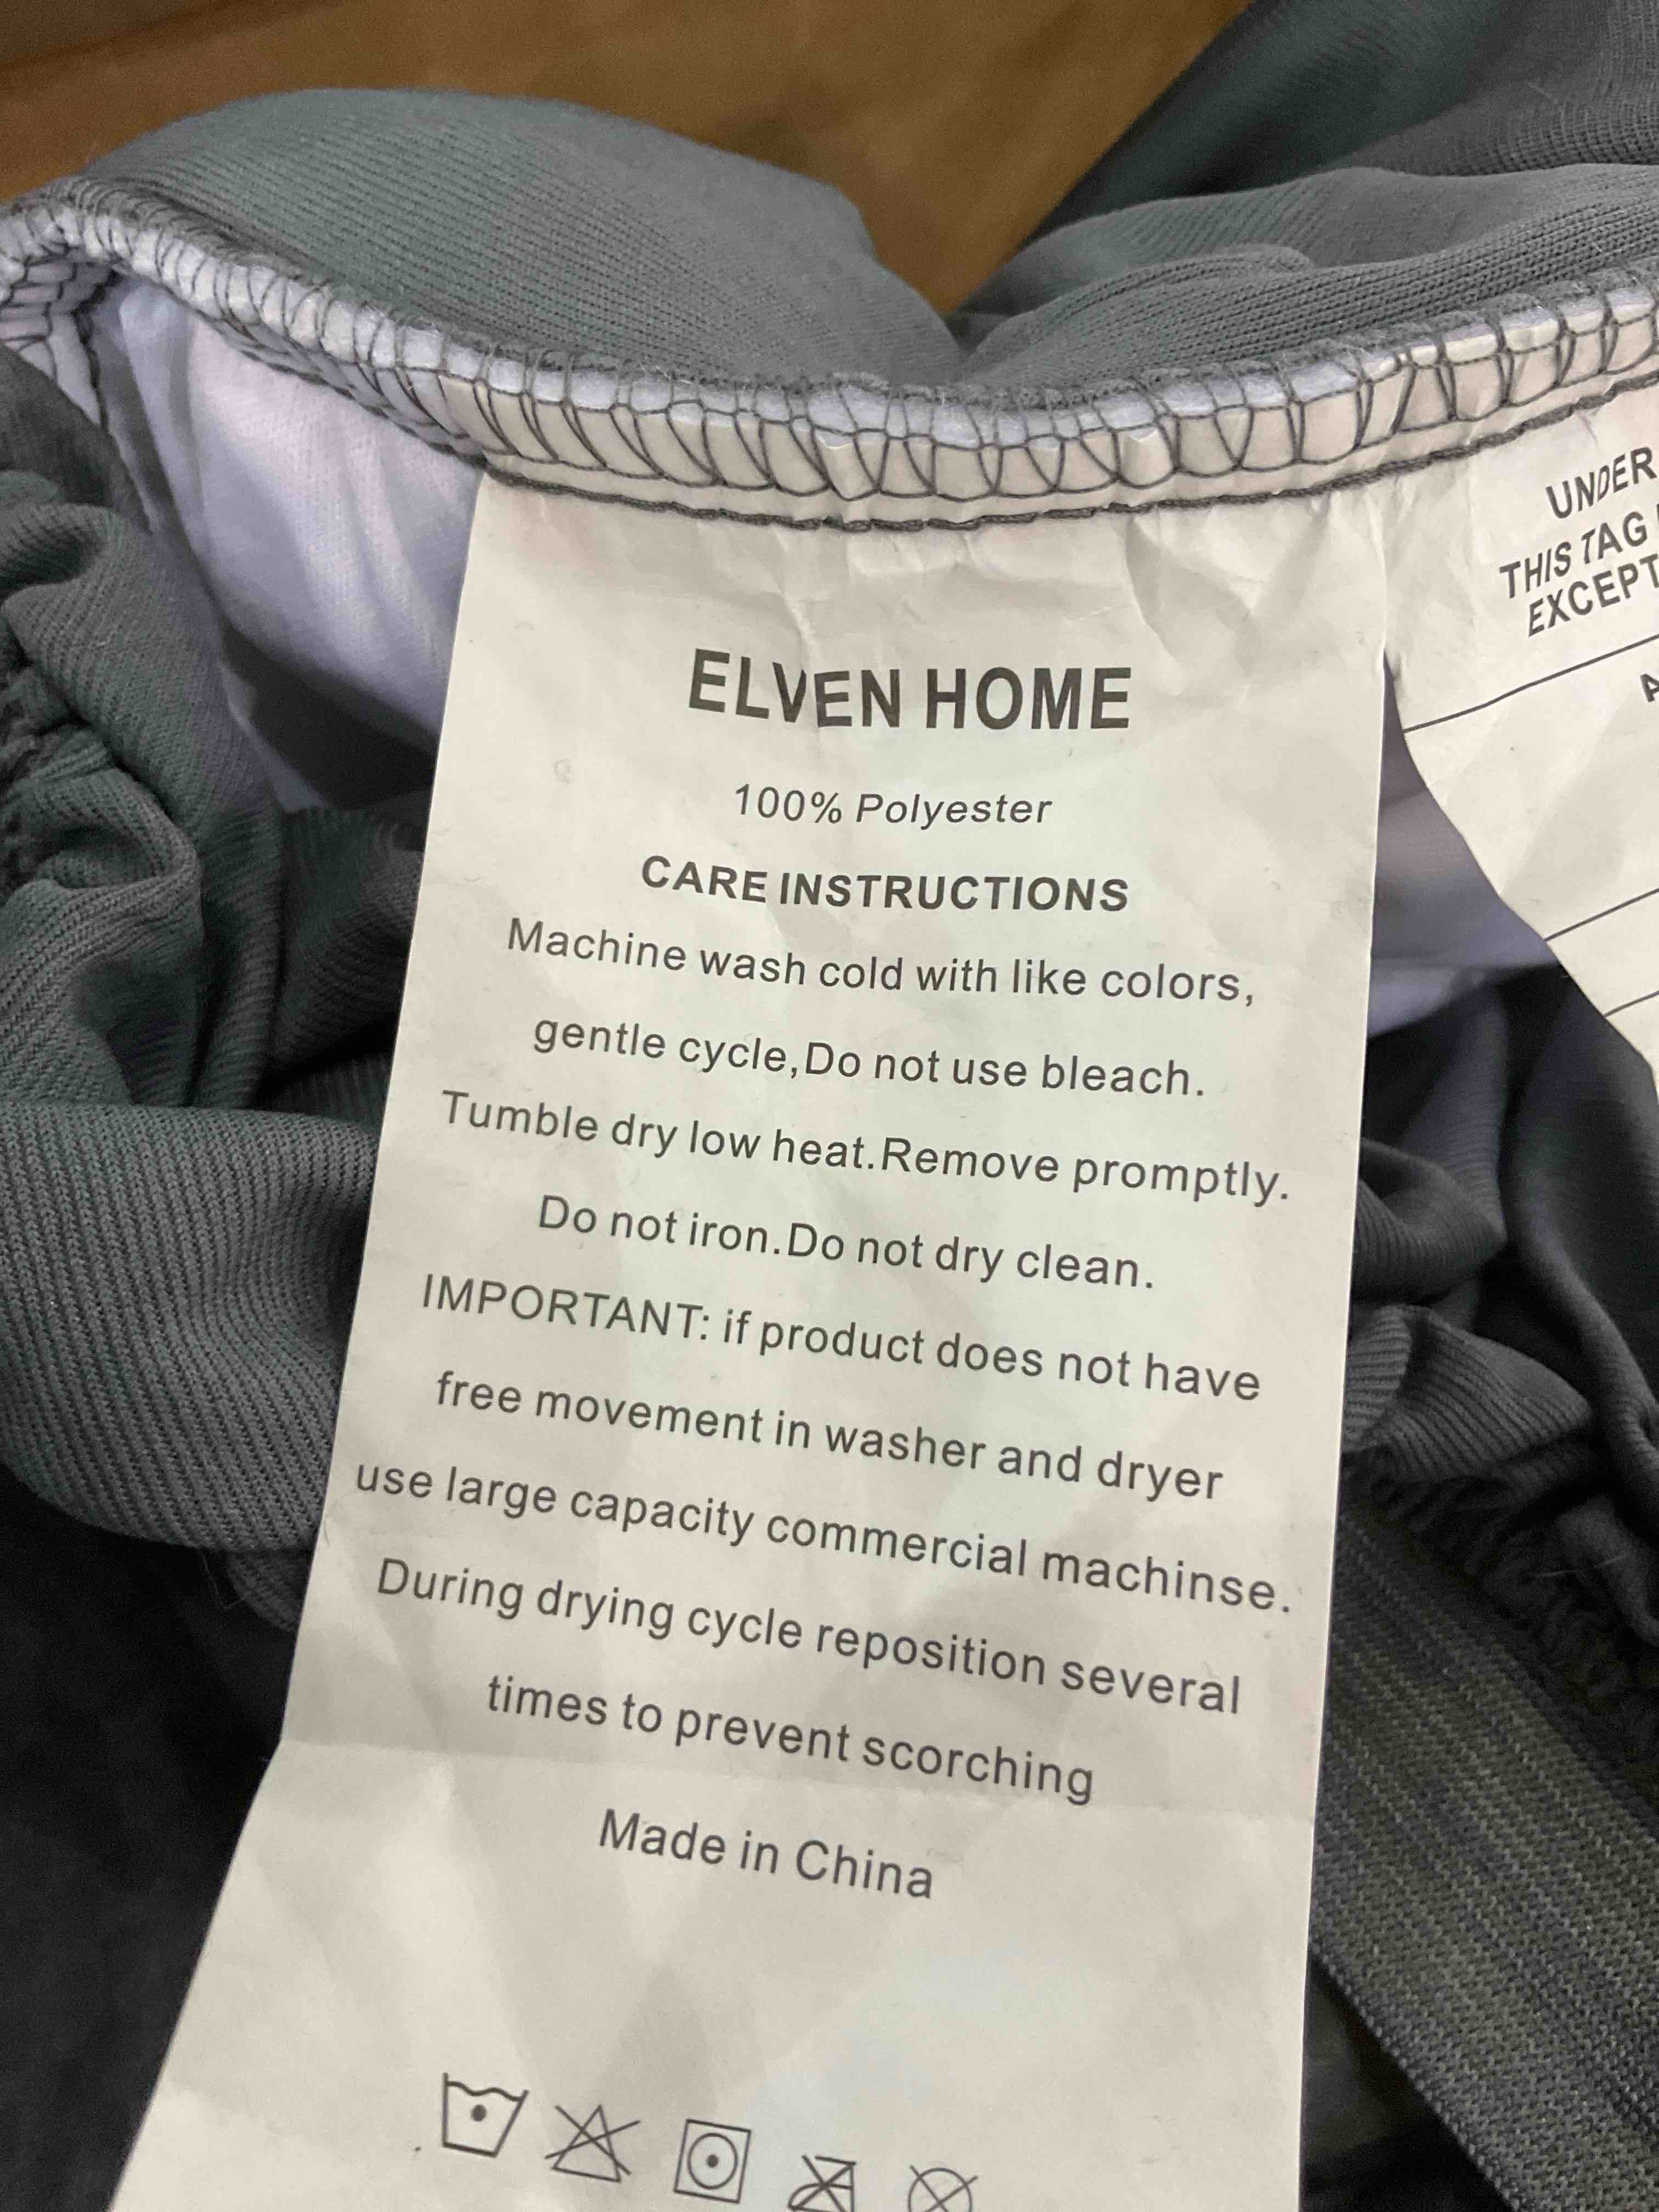 ELVEN HOME
100% Polyester
CARE INSTRUCTIONS
Machine wash cold with like colors,
gentle cycle,Do not use bleach.
Tumble dry low heat.Remove promptly.
Do not iron.Do not dry clean.
IMPORTANT: if product does not have
free movement in washer and dryer
use large capacity commercial machinse.
During drying cycle reposition several
times to prevent scorching
Made in China
UNDER
THIS TAG
EXCEPT